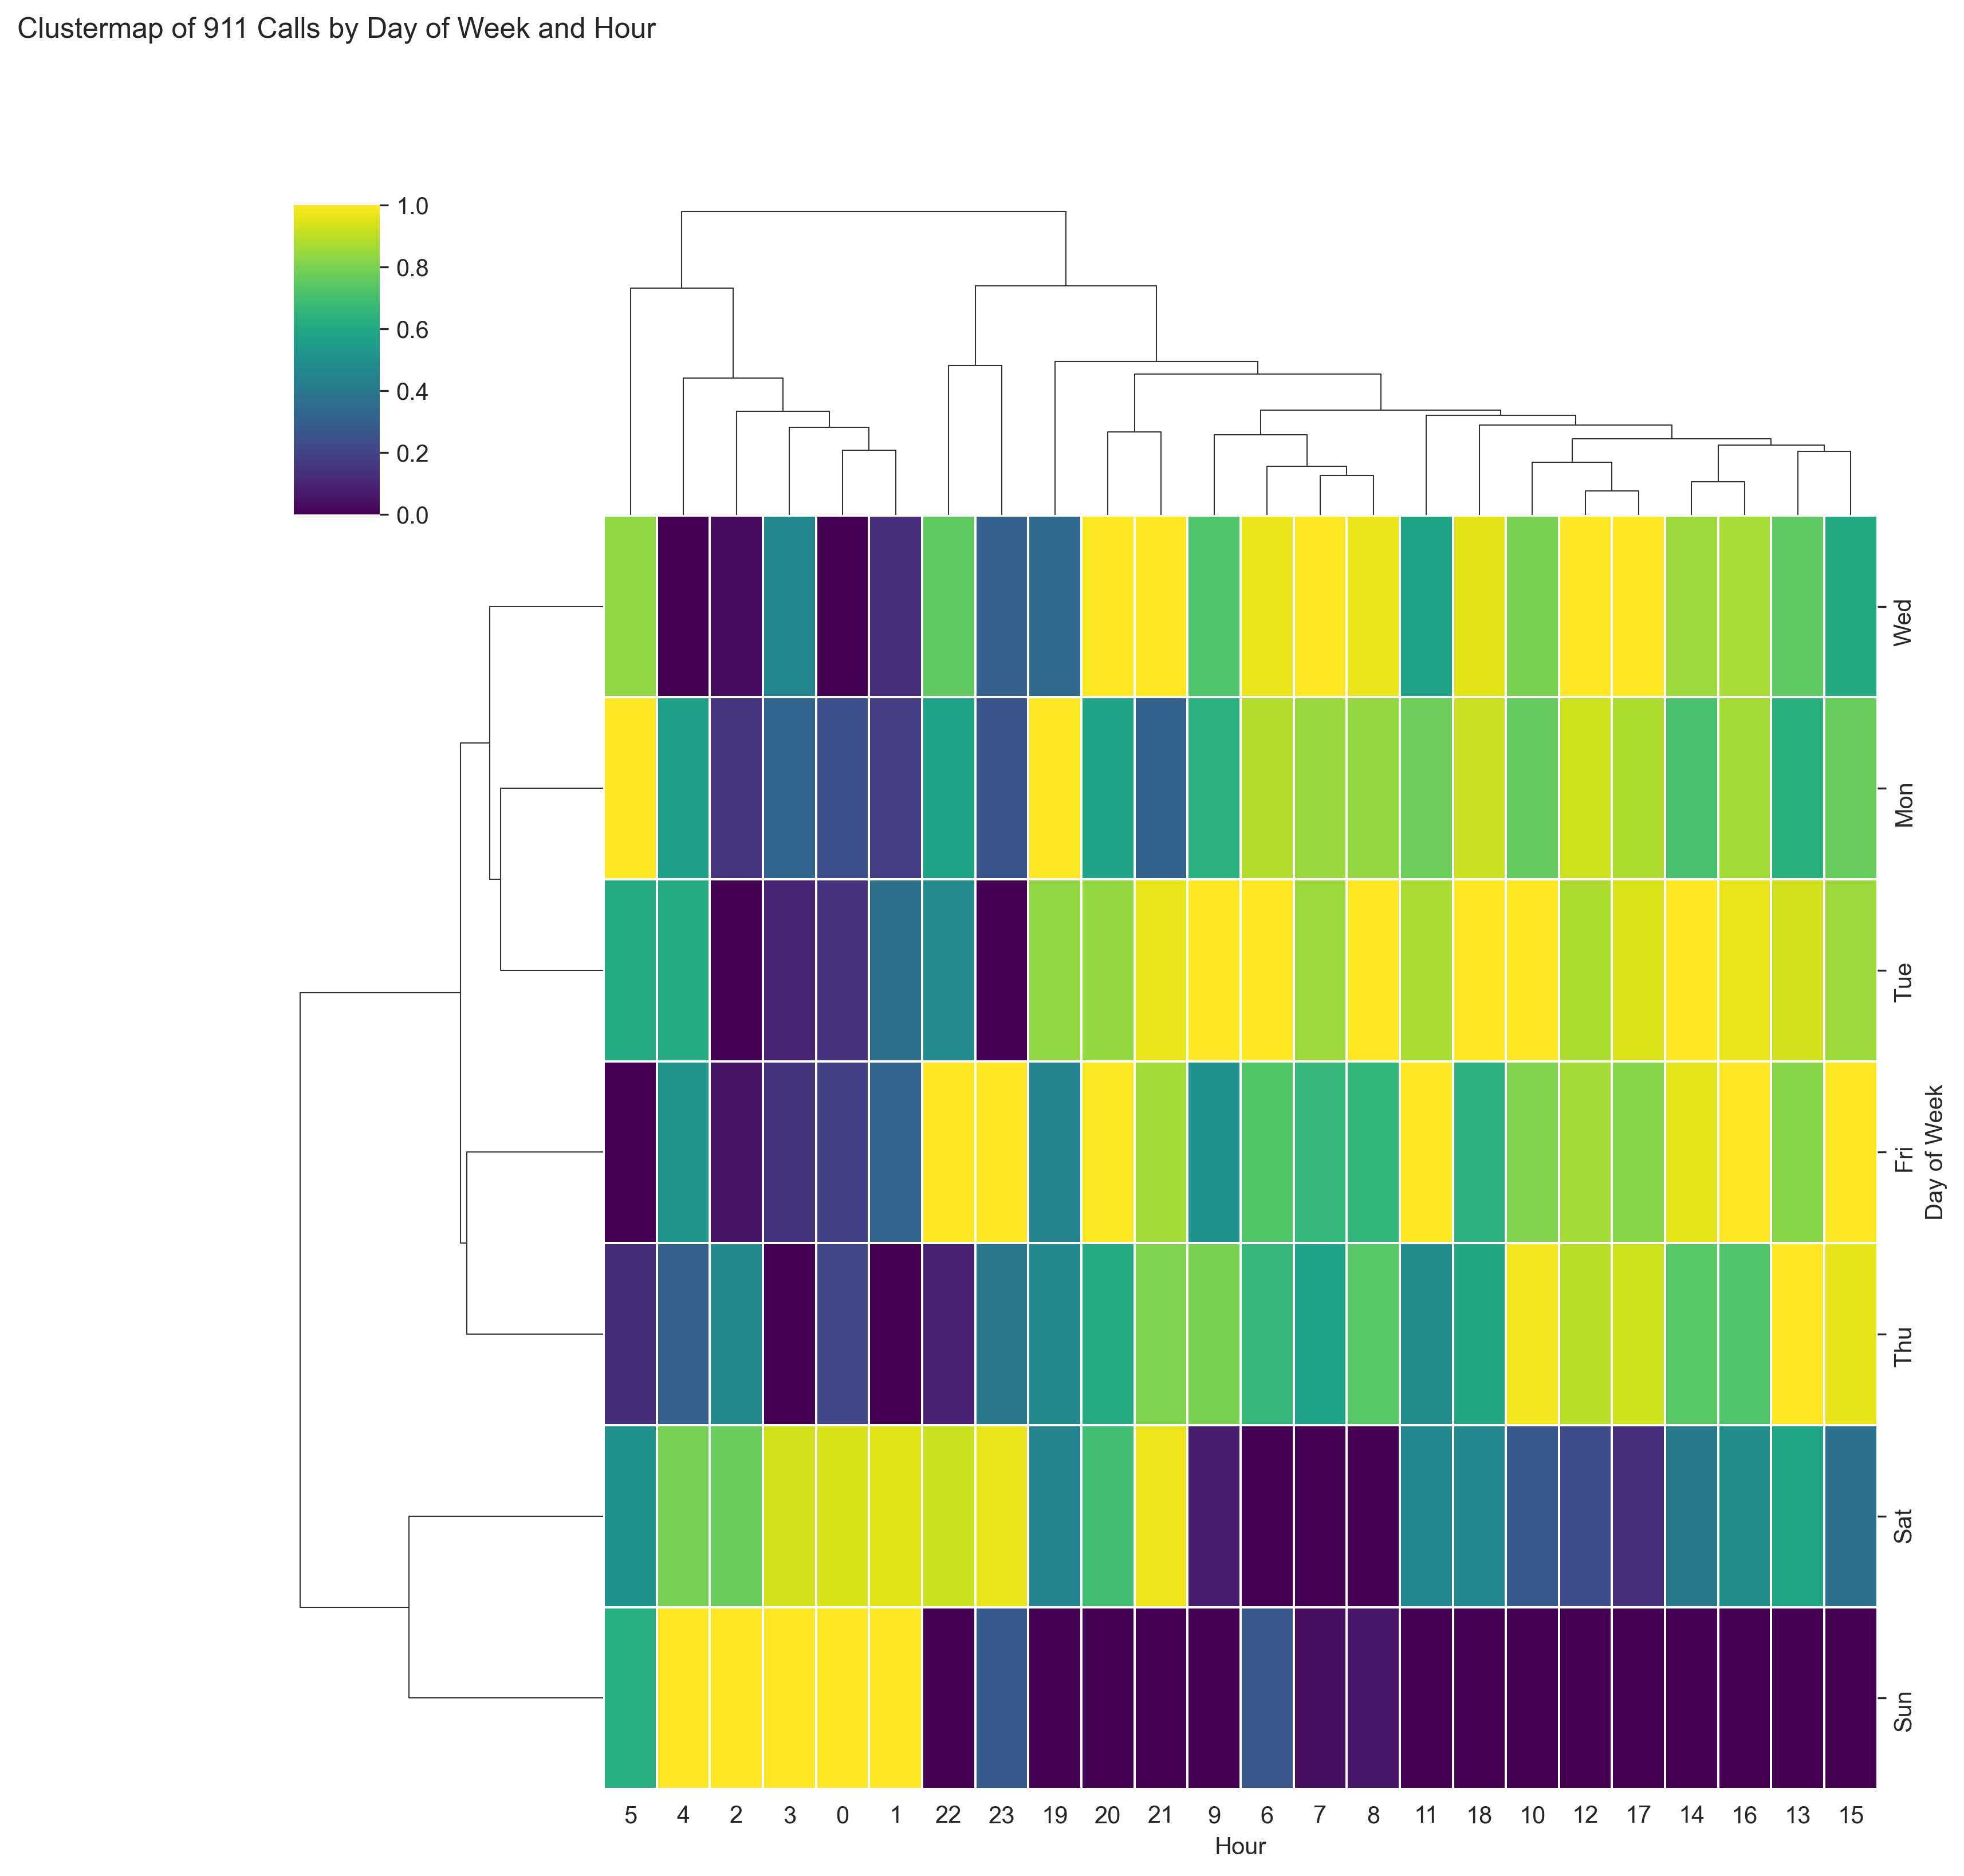 Clustermap of 911 Calls by Day of Week and Hour
1.0
0.8
0.6
0.4
0.2
0.0
Wed
Mon
Tue
Fri
Thu
Sat
Sun
Day of Week
5 4 2 3 0 1 22 23 19 20 21 9 6 7 8 11 18 10 12 17 14 16 13 15
Hour